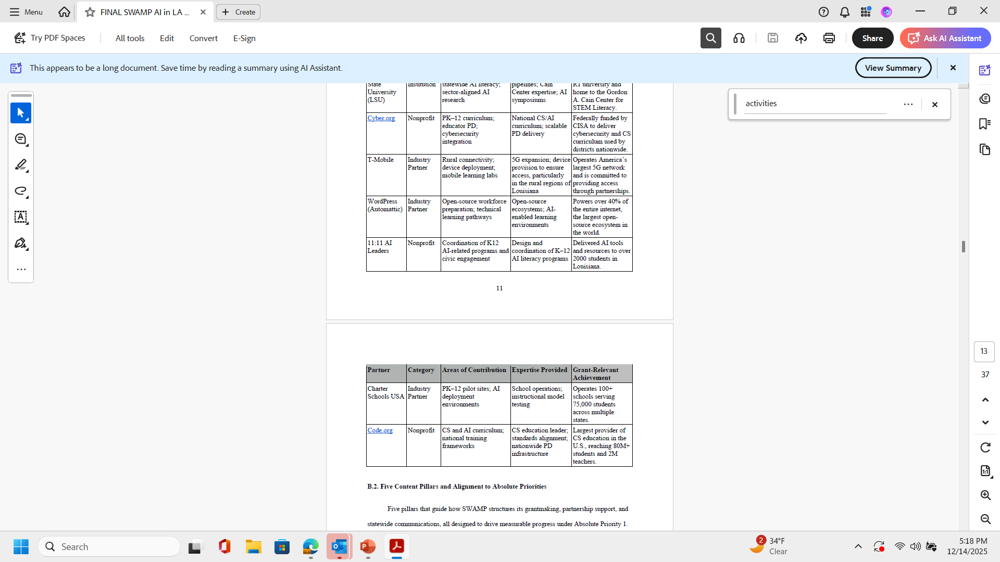 Menu
FINAL SWAMP AI in LA ...
Create
Try PDF Spaces
All tools
Edit
Convert
E-Sign
Share
Ask AI Assistant
This appears to be a long document. Save time by reading a summary using AI Assistant.
View Summary
activities
State University (LSU)
Institution
statewide AI literacy;
sector-aligned AI
research
pipelines; Cain
Center expertise; AI
symposiums
R1 university and
home to the Gordon
A. Cain Center for
STEM Literacy.
Cyber.org
Nonprofit
PK–12 curriculum;
educator PD;
cybersecurity
integration
National CS/AI
curriculum; scalable
PD delivery
Federally funded by
CISA to deliver
cybersecurity and CS
curriculum used by
districts nationwide.
T-Mobile
Industry
Partner
Rural connectivity;
device deployment;
mobile learning labs
5G expansion; device
provision to ensure
access, particularly
in the rural regions of
Louisiana
Operates America's
largest 5G network
and is committed to
providing access
through partnerships.
WordPress
(Automattic)
Industry
Partner
Open-source workforce
preparation; technical
learning pathways
Open-source
ecosystems; AI-
enabled learning
environments
Powers over 40% of
the entire internet,
the largest open-
source ecosystem in
the world.
11:11 AI
Leaders
Nonprofit
Coordination of K12
AI-related programs and
civic engagement
Design and
coordination of K–12
AI literacy programs
Delivered AI tools
and resources to over
2000 students in
Louisiana.
11
Partner
Category
Areas of Contribution
Expertise Provided
Grant-Relevant
Achievement
Charter
Schools USA
Industry
Partner
PK–12 pilot sites; AI
deployment
environments
School operations;
instructional model
testing
Operates 100+
schools serving
75,000 students
across multiple
states.
Code.org
Nonprofit
CS and AI curriculum;
national training
frameworks
CS education leader;
standards alignment;
nationwide PD
infrastructure
Largest provider of
CS education in the
U.S., reaching 80M+
students and 2M
teachers.
B.2. Five Content Pillars and Alignment to Absolute Priorities
Five pillars that guide how SWAMP structures its grantmaking, partnership support, and
statewide communications, all designed to drive measurable progress under Absolute Priority 1.
13
37
Search
2
34°F
Clear
5:18 PM
12/14/2025